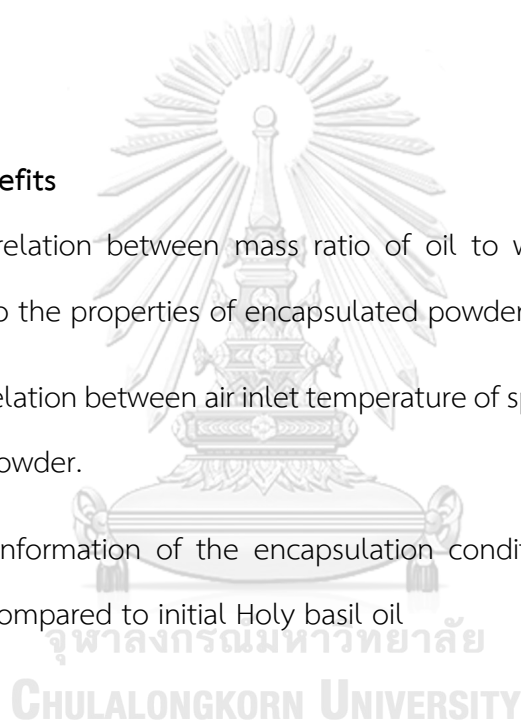 efits
relation between mass ratio of oil to w
o the properties of encapsulated powder
elation between air inlet temperature of s
owder.
information of the encapsulation condit
ompared to initial Holy basil oil
จุฬาลงกรณ์มหาวิทยาลัย
CHULALONGKORN UNIVERSITY